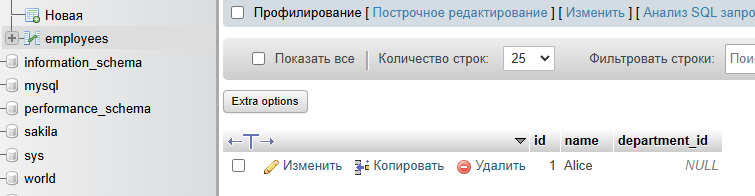 Новая
employees
information_schema
mysql
performance_schema
sakila
sys
world
Профилирование [ Построчное редактирование ] [ Изменить ] [ Анализ SQL запро
Показать все Количество строк: 25 Фильтровать строки: Пои
Extra options
id name department_id
Изменить Копировать Удалить 1 Alice NULL